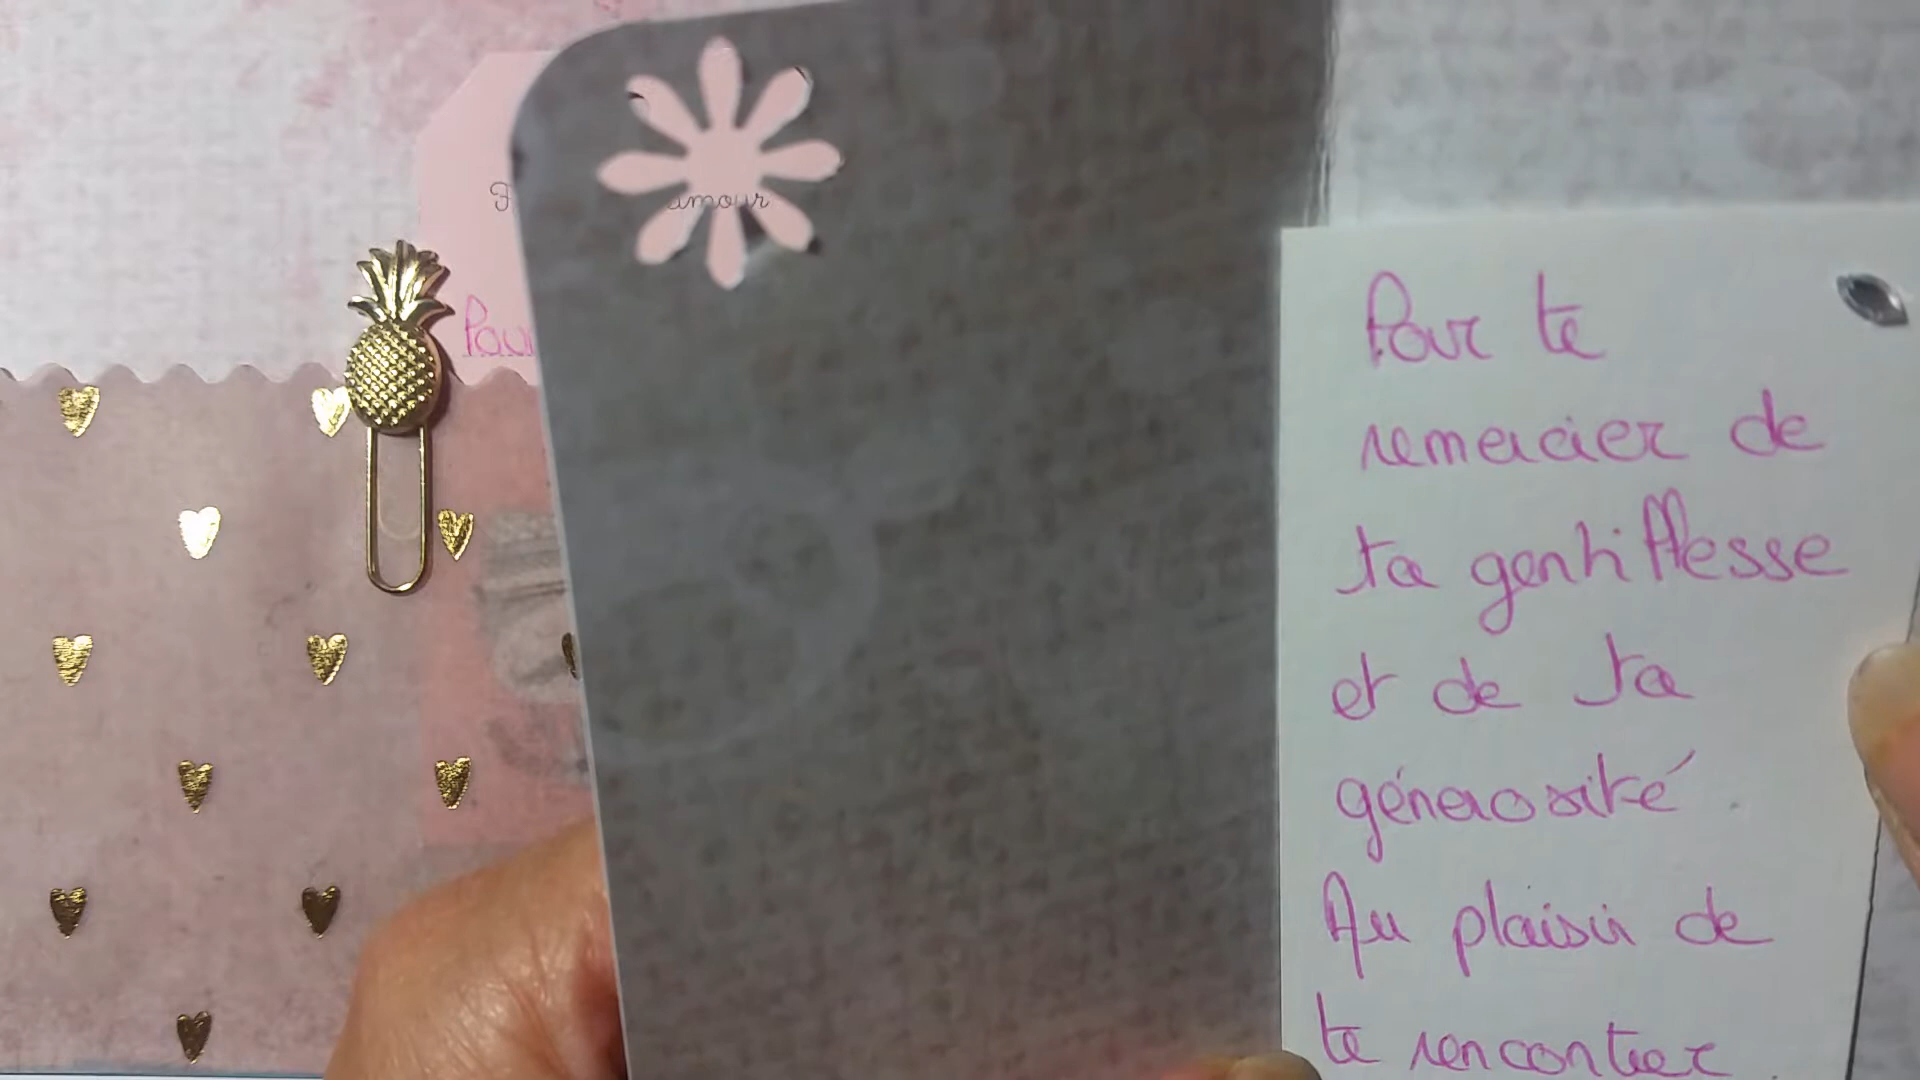 amour
Pour te
remercier de
ta gentillesse
et de ta
générosité.
Au plaisir de
te rencontrer